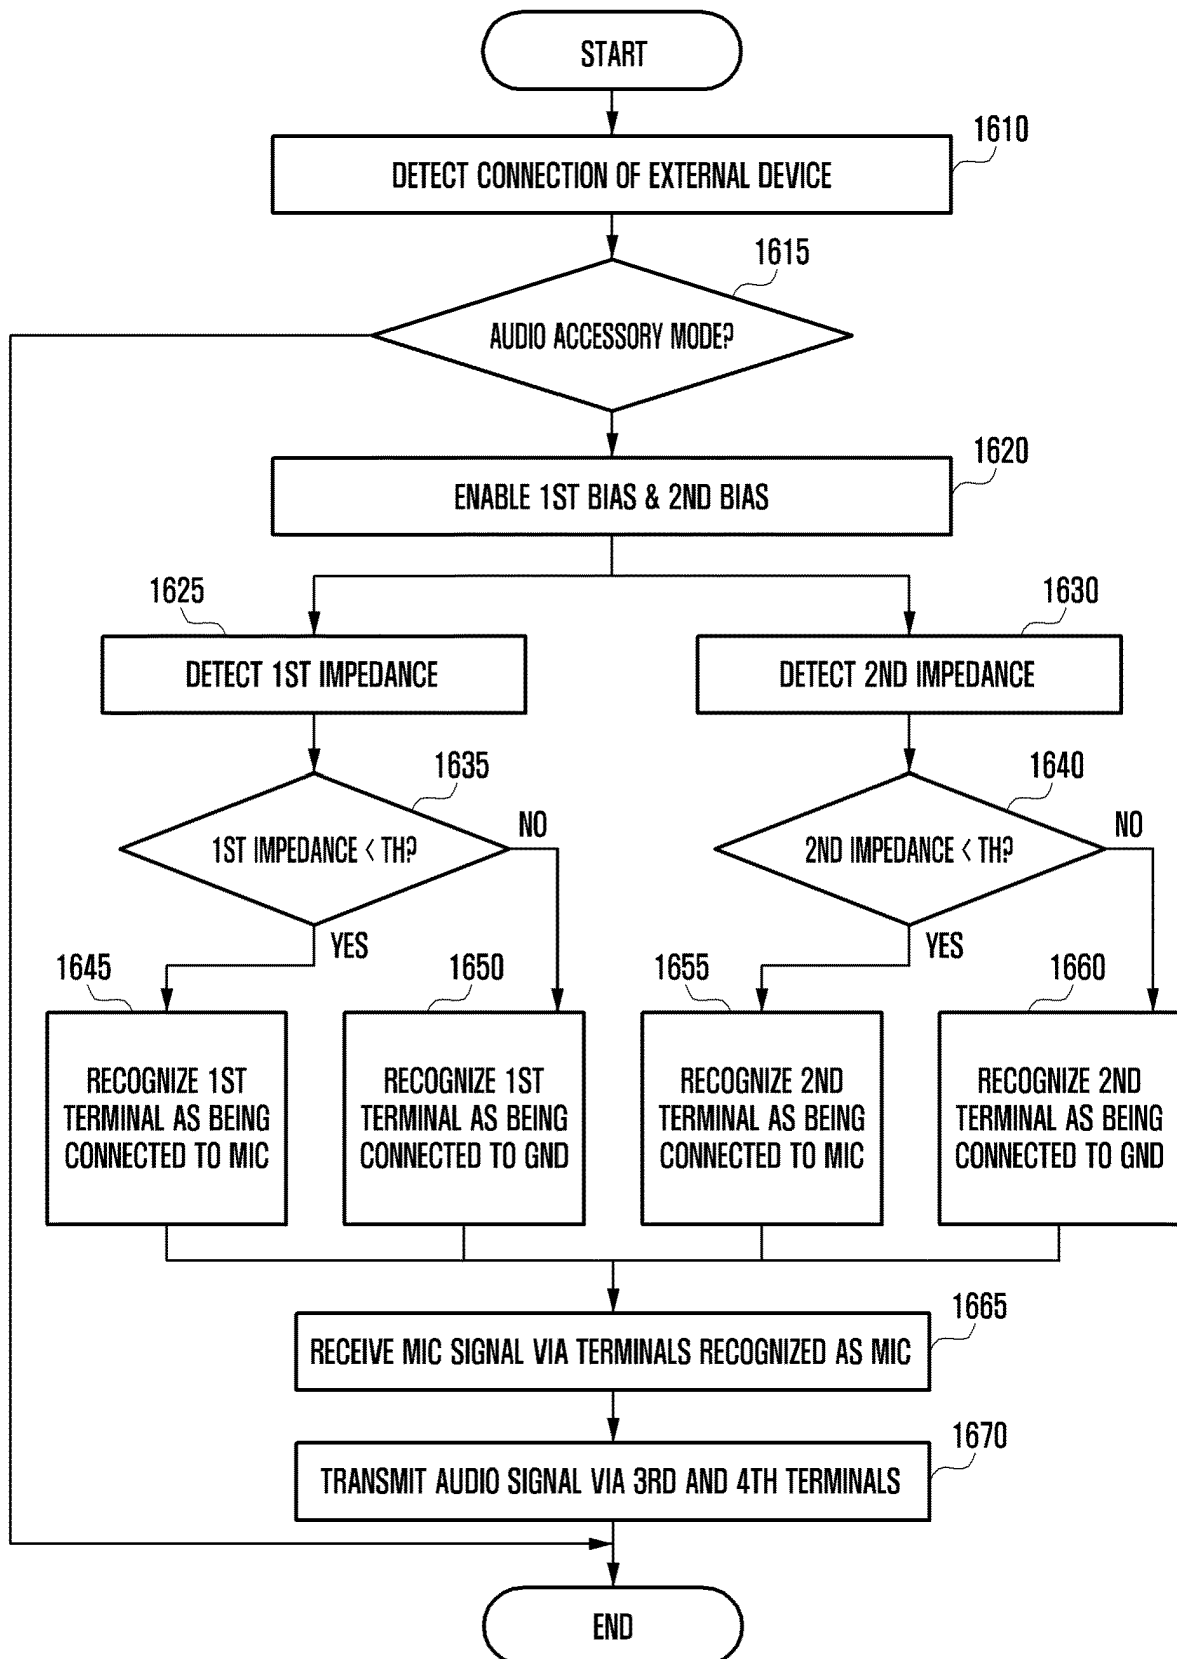 START
1610
DETECT CONNECTION OF EXTERNAL DEVICE
1615
AUDIO ACCESSORY MODE?
1620
ENABLE 1ST BIAS & 2ND BIAS
1625
1630
DETECT 1ST IMPEDANCE
DETECT 2ND IMPEDANCE
1635
1640
1ST IMPEDANCE < TH?
NO
2ND IMPEDANCE < TH?
NO
YES
YES
1645
1650
1655
1660
RECOGNIZE 1ST
TERMINAL AS BEING
CONNECTED TO MIC
RECOGNIZE 1ST
TERMINAL AS BEING
CONNECTED TO GND
RECOGNIZE 2ND
TERMINAL AS BEING
CONNECTED TO MIC
RECOGNIZE 2ND
TERMINAL AS BEING
CONNECTED TO GND
1665
RECEIVE MIC SIGNAL VIA TERMINALS RECOGNIZED AS MIC
1670
TRANSMIT AUDIO SIGNAL VIA 3RD AND 4TH TERMINALS
END